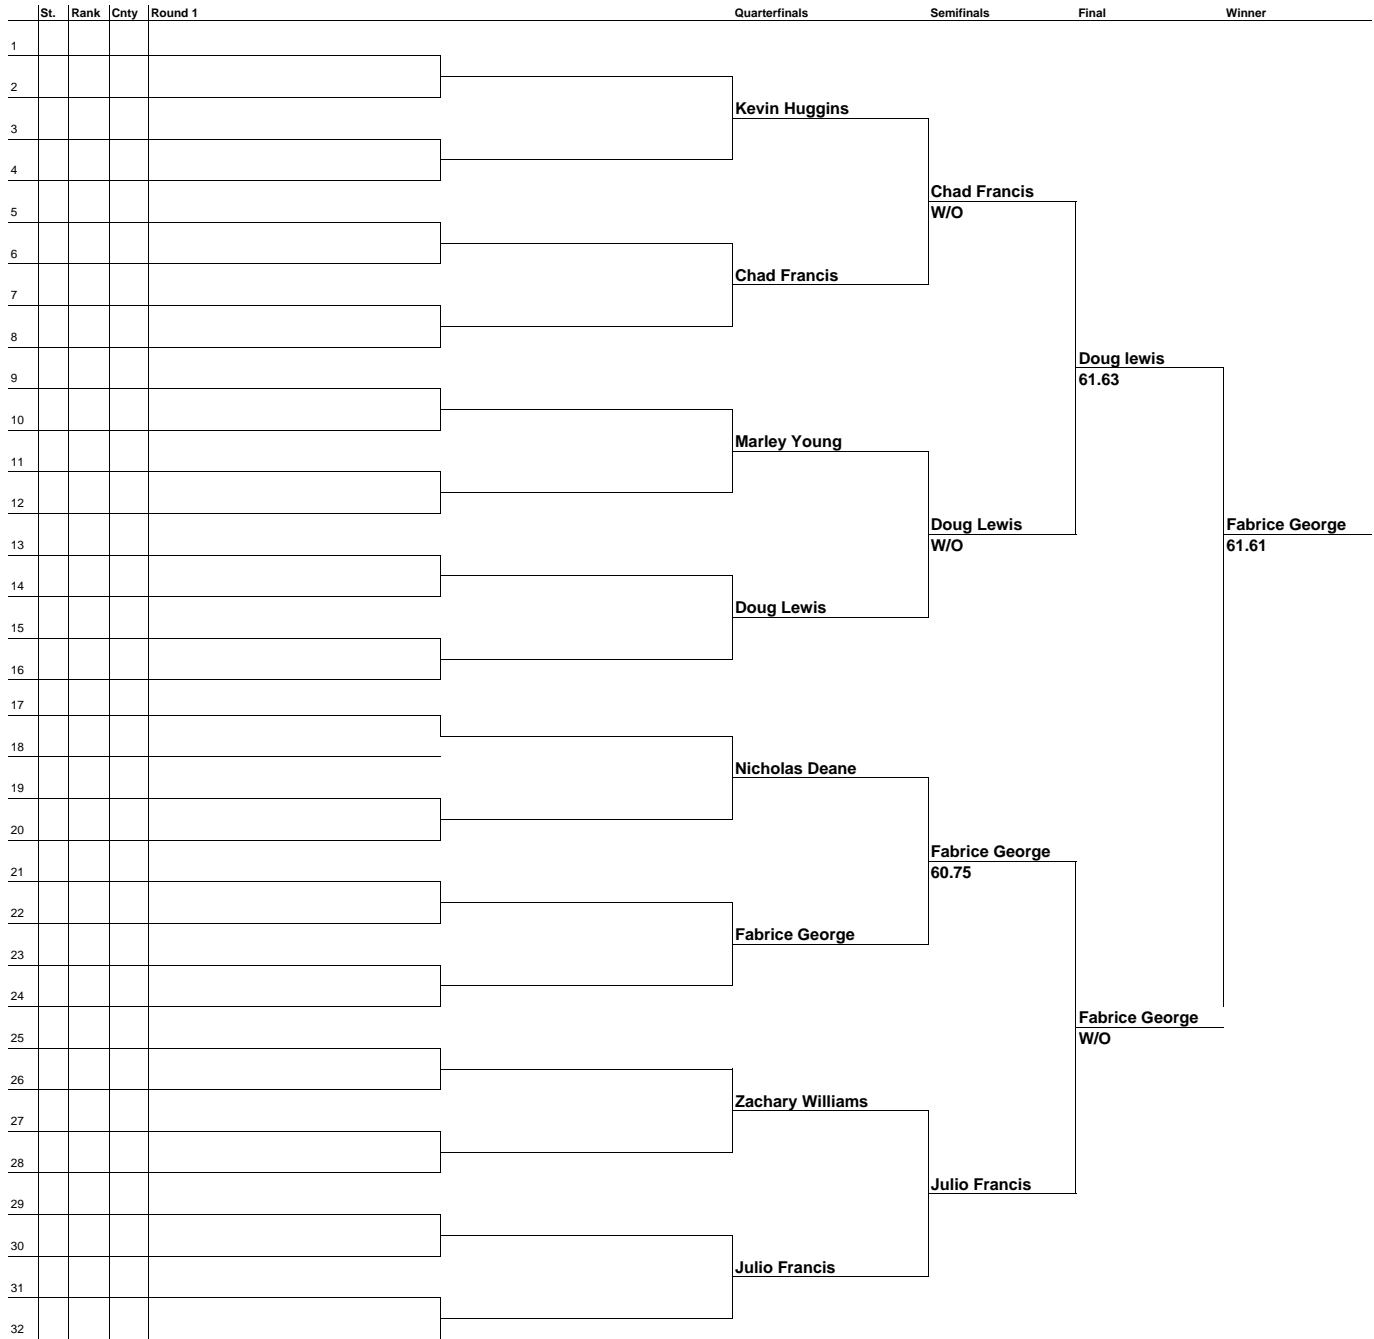 St. Rank Cnty Round 1 Quarterfinals Semifinals Final Winner
1
2
Kevin Huggins
3
4
Chad Francis
5
W/O
6
7
Chad Francis
8
Doug lewis
9
61.63
10
Marley Young
11
12
Doug Lewis
Fabrice George
13
W/O
61.61
14
Doug Lewis
15
16
17
18
Nicholas Deane
19
20
Fabrice George
21
60.75
22
Fabrice George
23
24
Fabrice George
25
W/O
26
Zachary Williams
27
28
Julio Francis
29
30
Julio Francis
31
32